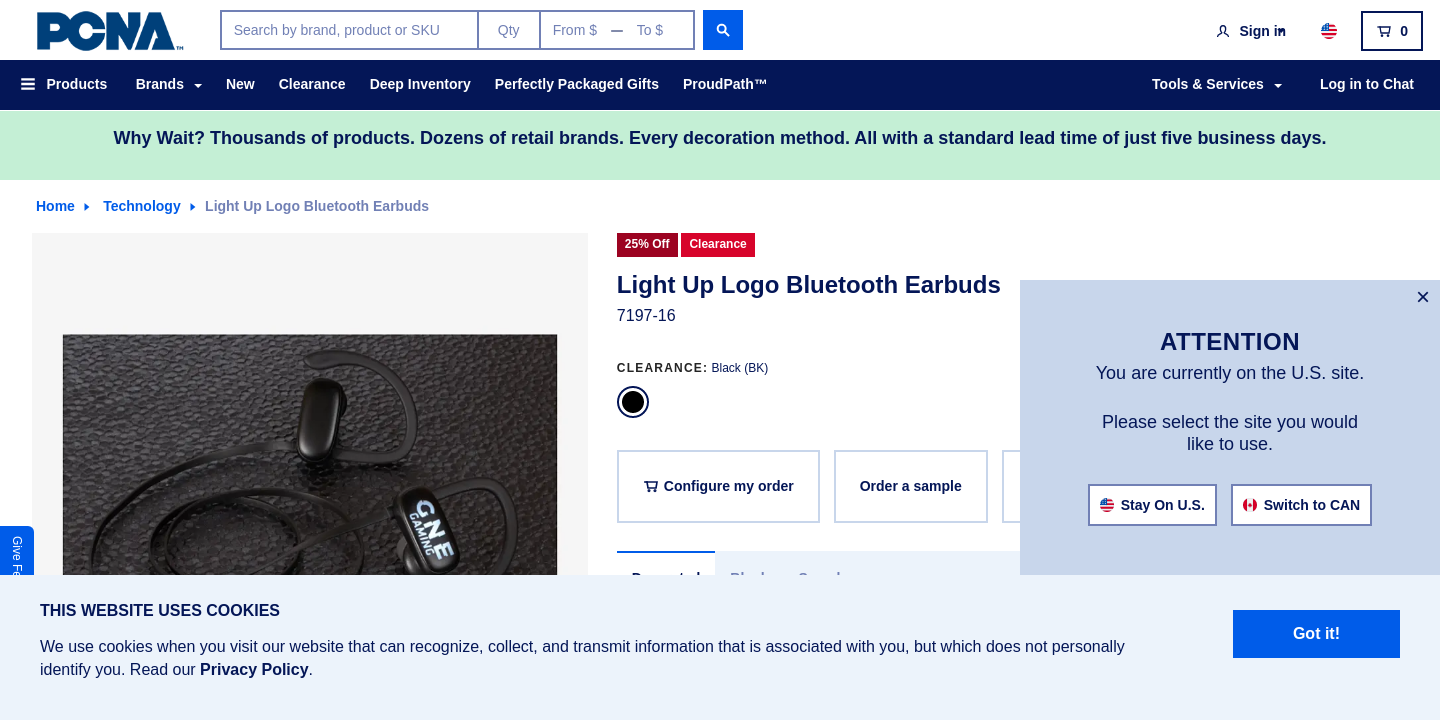 PCNA™
Search by brand, product or SKU
Qty
From $ — To $
Sign in
0
Products
Brands
New
Clearance
Deep Inventory
Perfectly Packaged Gifts
ProudPath™
Tools & Services
Log in to Chat
Why Wait? Thousands of products. Dozens of retail brands. Every decoration method. All with a standard lead time of just five business days.
Home
Technology
Light Up Logo Bluetooth Earbuds
25% Off
Clearance
Light Up Logo Bluetooth Earbuds
7197-16
CLEARANCE: Black (BK)
Configure my order
Order a sample
GNE
GAMING
×
ATTENTION
You are currently on the U.S. site.
Please select the site you would
like to use.
Stay On U.S.
Switch to CAN
THIS WEBSITE USES COOKIES
We use cookies when you visit our website that can recognize, collect, and transmit information that is associated with you, but which does not personally
identify you. Read our Privacy Policy.
Got it!
Give